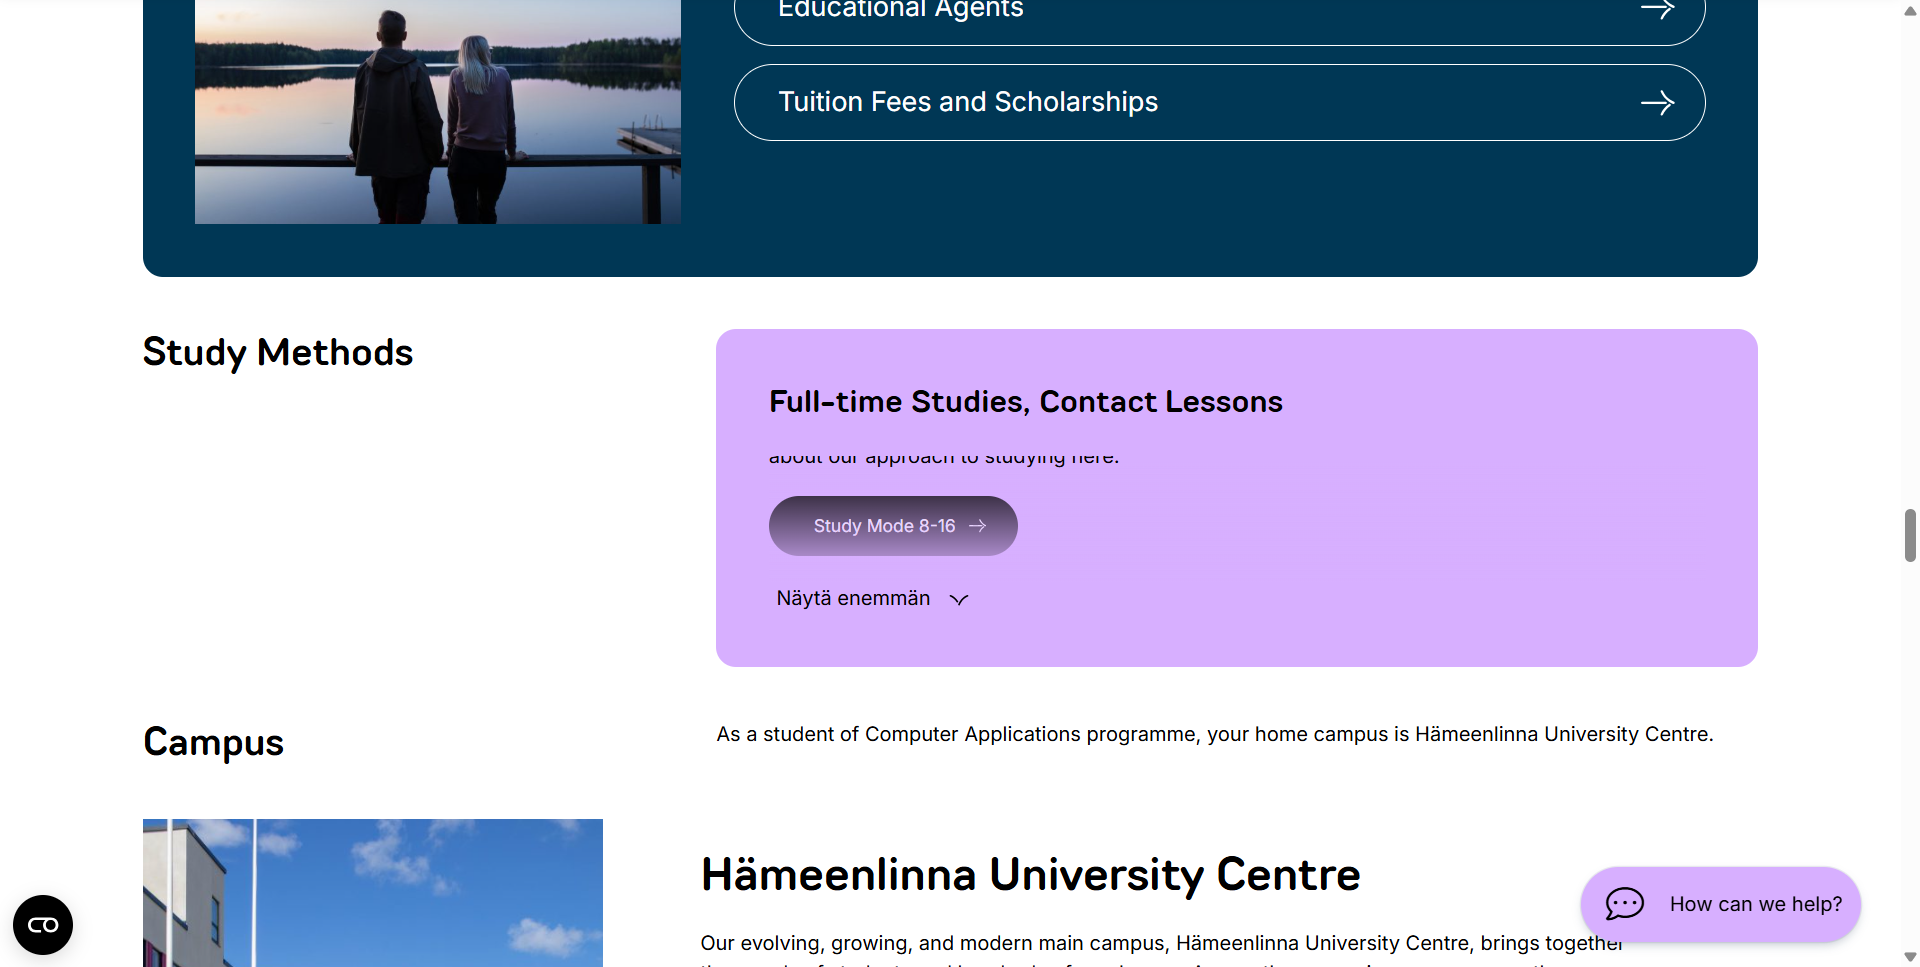 Educational Agents
Tuition Fees and Scholarships
Study Methods
Full-time Studies, Contact Lessons
about our approach to studying here.
Study Mode 8-16
Näytä enemmän
Campus
As a student of Computer Applications programme, your home campus is Hämeenlinna University Centre.
Hämeenlinna University Centre
How can we help?
Our evolving, growing, and modern main campus, Hämeenlinna University Centre, brings together